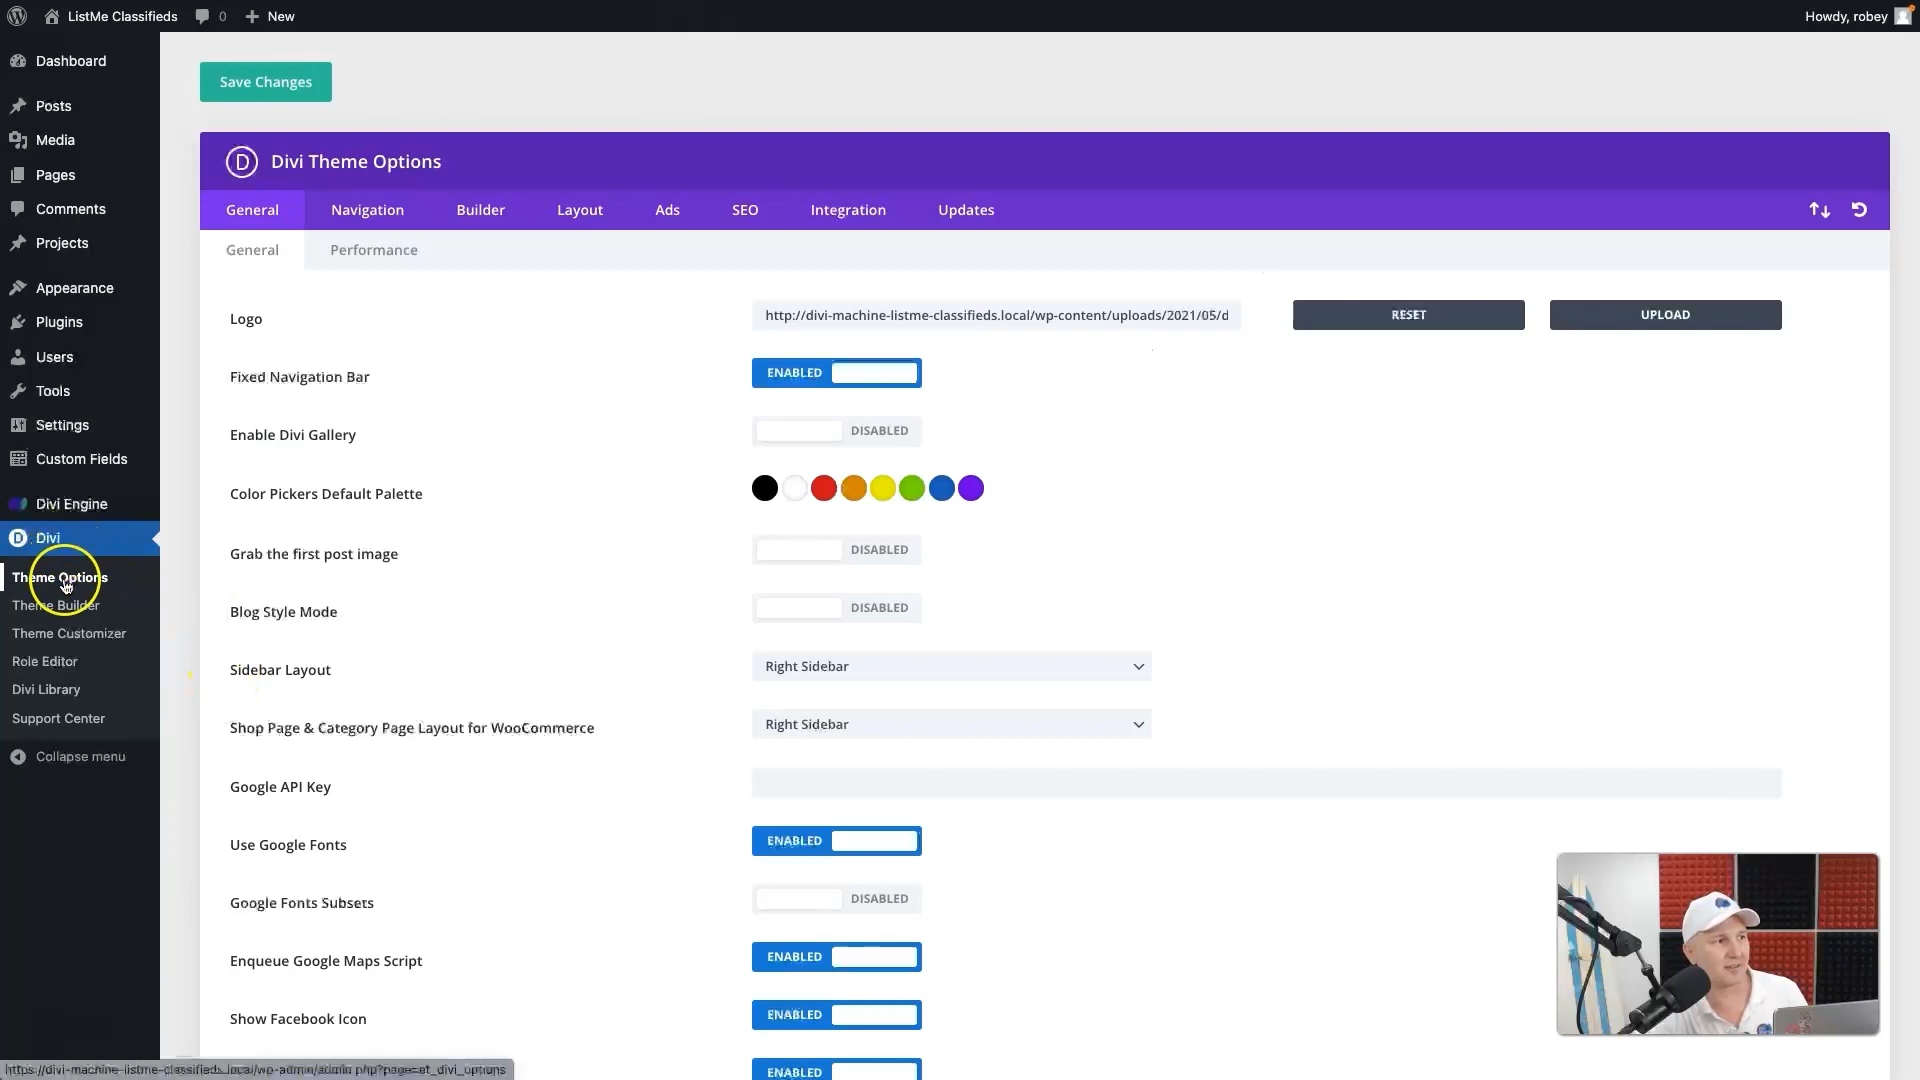 ListMe Classifieds
0
New
Howdy, robey
Dashboard
Posts
Media
Pages
Comments
Projects
Appearance
Plugins
Users
Tools
Settings
Custom Fields
Divi Engine
D
Divi
Theme Options
Theme Builder
Theme Customizer
Role Editor
Divi Library
Support Center
Collapse menu
Save Changes
D
Divi Theme Options
General
Navigation
Builder
Layout
Ads
SEO
Integration
Updates
General
Performance
Logo
http://divi-machine-listme-classifieds.local/wp-content/uploads/2021/05/d
RESET
UPLOAD
Fixed Navigation Bar
ENABLED
Enable Divi Gallery
DISABLED
Color Pickers Default Palette
Grab the first post image
DISABLED
Blog Style Mode
DISABLED
Sidebar Layout
Right Sidebar
Shop Page & Category Page Layout for WooCommerce
Right Sidebar
Google API Key
Use Google Fonts
ENABLED
Google Fonts Subsets
DISABLED
Enqueue Google Maps Script
ENABLED
Show Facebook Icon
ENABLED
ENABLED
https://divi-machine-listme-classifieds.local/wp-admin/admin.php?page=et_divi_options